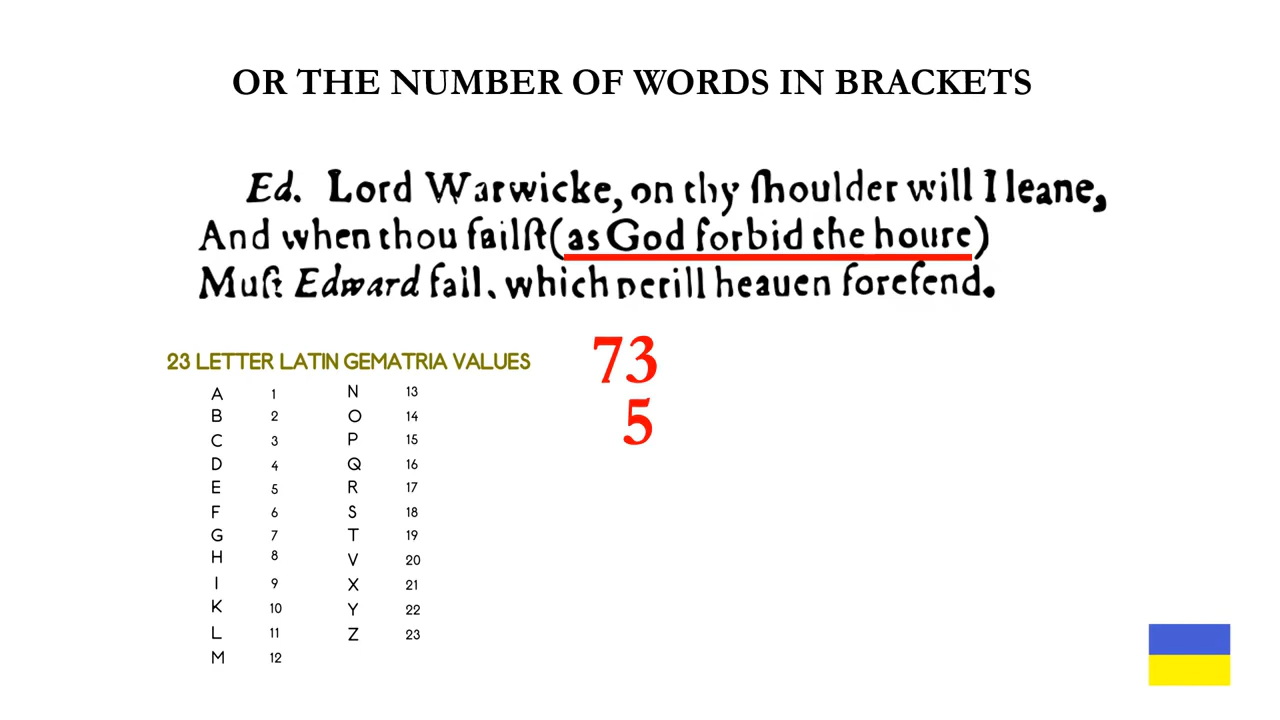 OR THE NUMBER OF WORDS IN BRACKETS
Ed. Lord Warwicke, on thy ſhoulder will I leane,
And when thou failſt (as God forbid the houre)
Muſt Edward fall, which perill heauen forefend.
73
5
23 LETTER LATIN GEMATRIA VALUES
A 1 N 13
B 2 O 14
C 3 P 15
D 4 Q 16
E 5 R 17
F 6 S 18
G 7 T 19
H 8 V 20
I 9 X 21
K 10 Y 22
L 11 Z 23
M 12